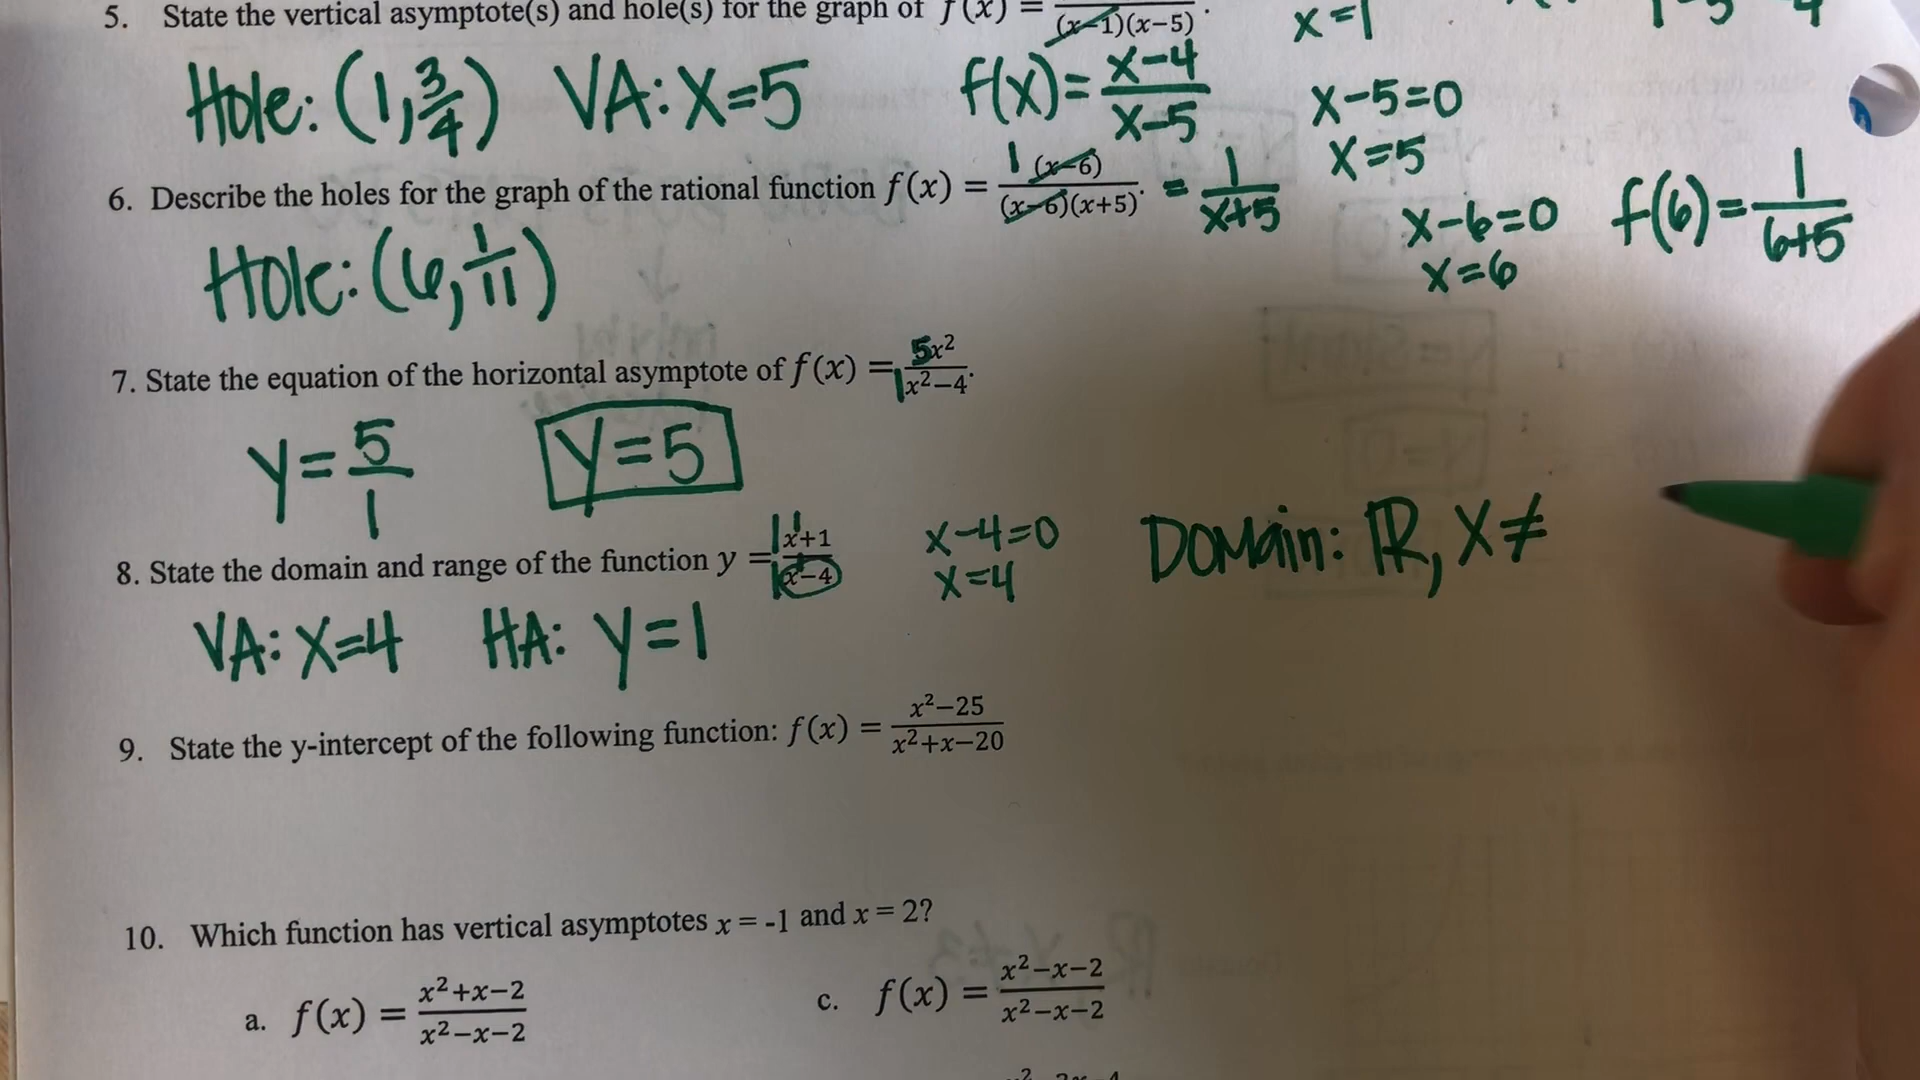 5. State the vertical asymptote(s) and hole(s) for the graph of f(x) = /(x−1)(x−5).
x=1
Hole: (1, 3/4) VA: x=5
f(x)= x−4/x−5
x−5=0
x=5
6. Describe the holes for the graph of the rational function f(x) = 1(x−6)/(x−6)(x+5). = 1/x+5
x−6=0
x=6
f(6)= 1/6+5
Hole: (6, 1/11)
7. State the equation of the horizontal asymptote of f(x) = 5x²/1x²−4.
y= 5/1
y=5
8. State the domain and range of the function y = 1x+1/1x−4
x−4=0
x=4
Domain: ℝ, x≠
VA: x=4 HA: y=1
9. State the y-intercept of the following function: f(x) = x²−25/x²+x−20
10. Which function has vertical asymptotes x = -1 and x = 2?
a. f(x) = x²+x−2/x²−x−2
c. f(x) = x²−x−2/x²−x−2